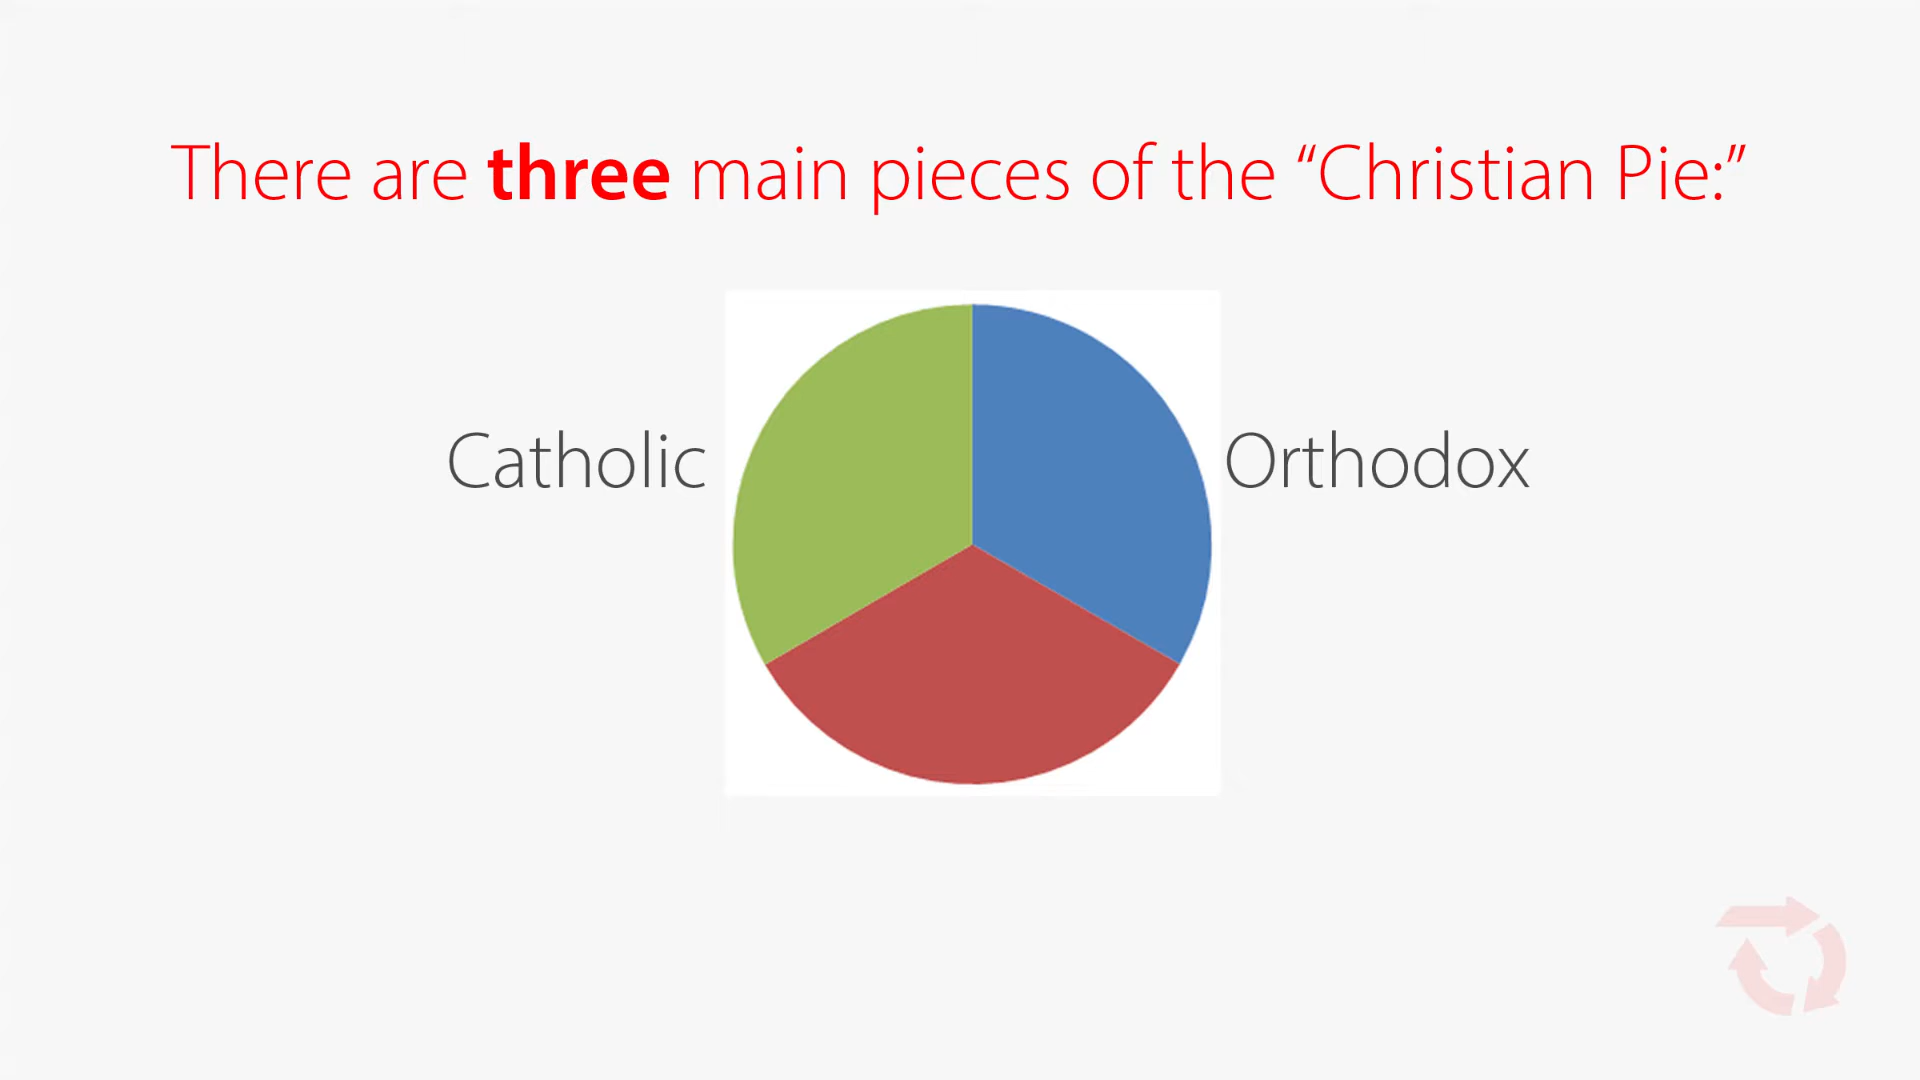 There are three main pieces of the “Christian Pie:”
Catholic
Orthodox